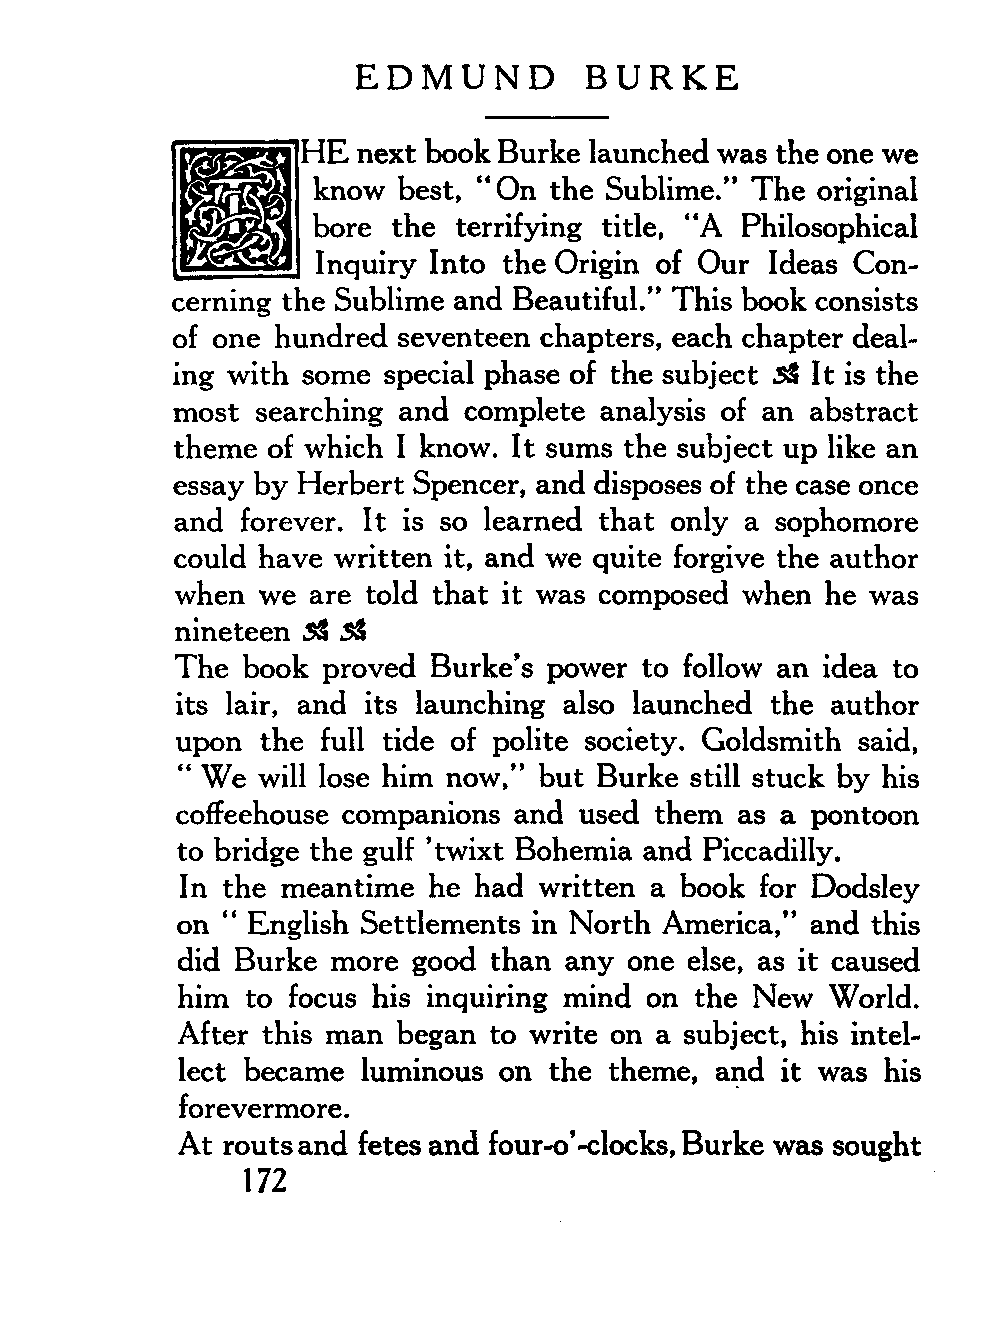 EDMUND BURKE
THE next book Burke launched was the one we
know best, “On the Sublime.” The original
bore the terrifying title, “A Philosophical
Inquiry Into the Origin of Our Ideas Con-
cerning the Sublime and Beautiful.” This book consists
of one hundred seventeen chapters, each chapter deal-
ing with some special phase of the subject It is the
most searching and complete analysis of an abstract
theme of which I know. It sums the subject up like an
essay by Herbert Spencer, and disposes of the case once
and forever. It is so learned that only a sophomore
could have written it, and we quite forgive the author
when we are told that it was composed when he was
nineteen
The book proved Burke’s power to follow an idea to
its lair, and its launching also launched the author
upon the full tide of polite society. Goldsmith said,
“ We will lose him now,” but Burke still stuck by his
coffeehouse companions and used them as a pontoon
to bridge the gulf ’twixt Bohemia and Piccadilly.
In the meantime he had written a book for Dodsley
on “ English Settlements in North America,” and this
did Burke more good than any one else, as it caused
him to focus his inquiring mind on the New World.
After this man began to write on a subject, his intel-
lect became luminous on the theme, and it was his
forevermore.
At routs and fetes and four-o’-clocks, Burke was sought
172